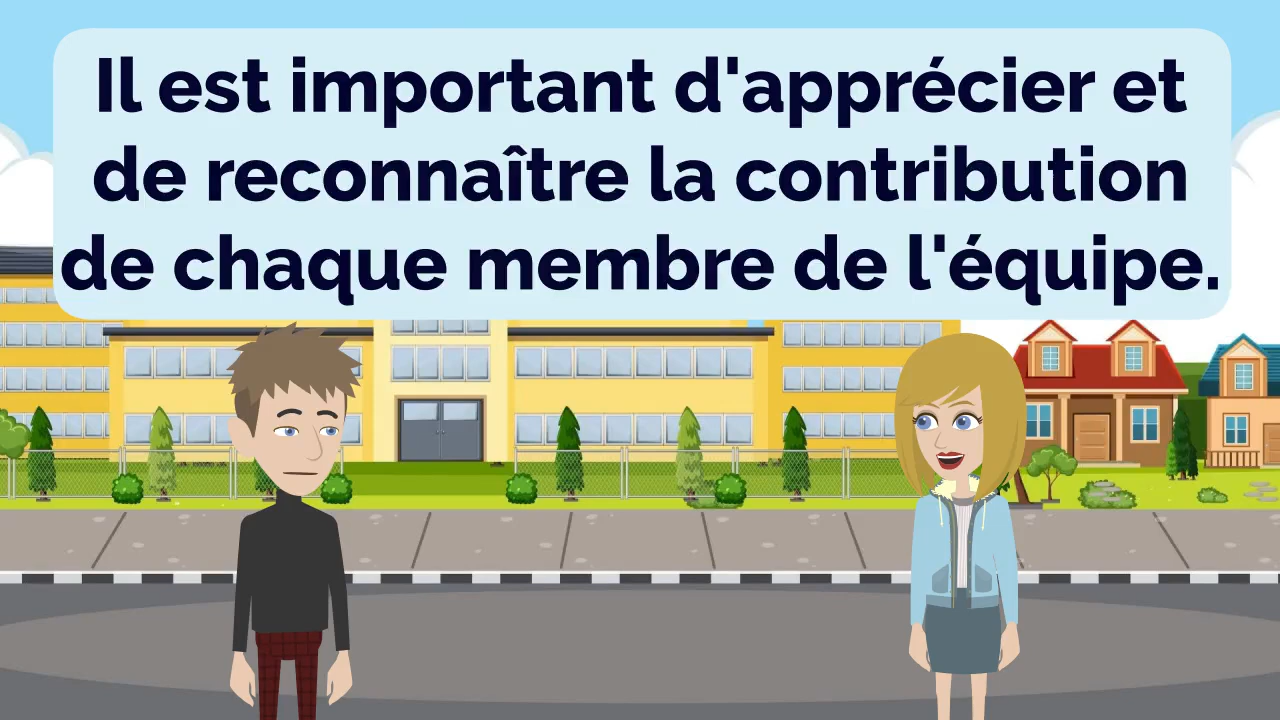 Il est important d'apprécier et
de reconnaître la contribution
de chaque membre de l'équipe.